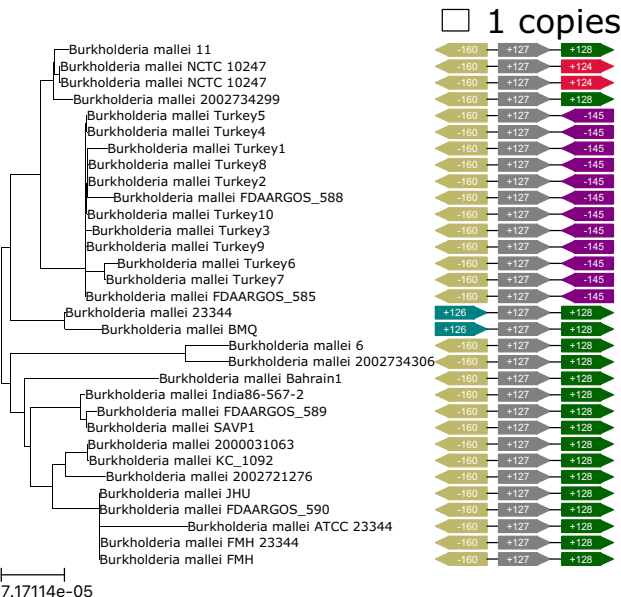 1 copies
Burkholderia mallei 11 -160 +127 +128
Burkholderia mallei NCTC 10247 -160 +127 +124
Burkholderia mallei NCTC 10247 -160 +127 +124
Burkholderia mallei 2002734299 -160 +127 +128
Burkholderia mallei Turkey5 -160 +127 -145
Burkholderia mallei Turkey4 -160 +127 -145
Burkholderia mallei Turkey1 -160 +127 -145
Burkholderia mallei Turkey8 -160 +127 -145
Burkholderia mallei Turkey2 -160 +127 -145
Burkholderia mallei FDAARGOS_588 -160 +127 -145
Burkholderia mallei Turkey10 -160 +127 -145
Burkholderia mallei Turkey3 -160 +127 -145
Burkholderia mallei Turkey9 -160 +127 -145
Burkholderia mallei Turkey6 -160 +127 -145
Burkholderia mallei Turkey7 -160 +127 -145
Burkholderia mallei FDAARGOS_585 -160 +127 -145
Burkholderia mallei 23344 +126 +127 +128
Burkholderia mallei BMQ +126 +127 +128
Burkholderia mallei 6 -160 +127 +128
Burkholderia mallei 2002734306 -160 +127 +128
Burkholderia mallei Bahrain1 -160 +127 +128
Burkholderia mallei India86-567-2 -160 +127 +128
Burkholderia mallei FDAARGOS_589 -160 +127 +128
Burkholderia mallei SAVP1 -160 +127 +128
Burkholderia mallei 2000031063 -160 +127 +128
Burkholderia mallei KC_1092 -160 +127 +128
Burkholderia mallei 2002721276 -160 +127 +128
Burkholderia mallei JHU -160 +127 +128
Burkholderia mallei FDAARGOS_590 -160 +127 +128
Burkholderia mallei ATCC 23344 -160 +127 +128
Burkholderia mallei FMH 23344 -160 +127 +128
Burkholderia mallei FMH -160 +127 +128
7.17114e-05